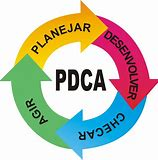 PLANEJAR
DESENVOLVER
PDCA
CHECAR
AGIR